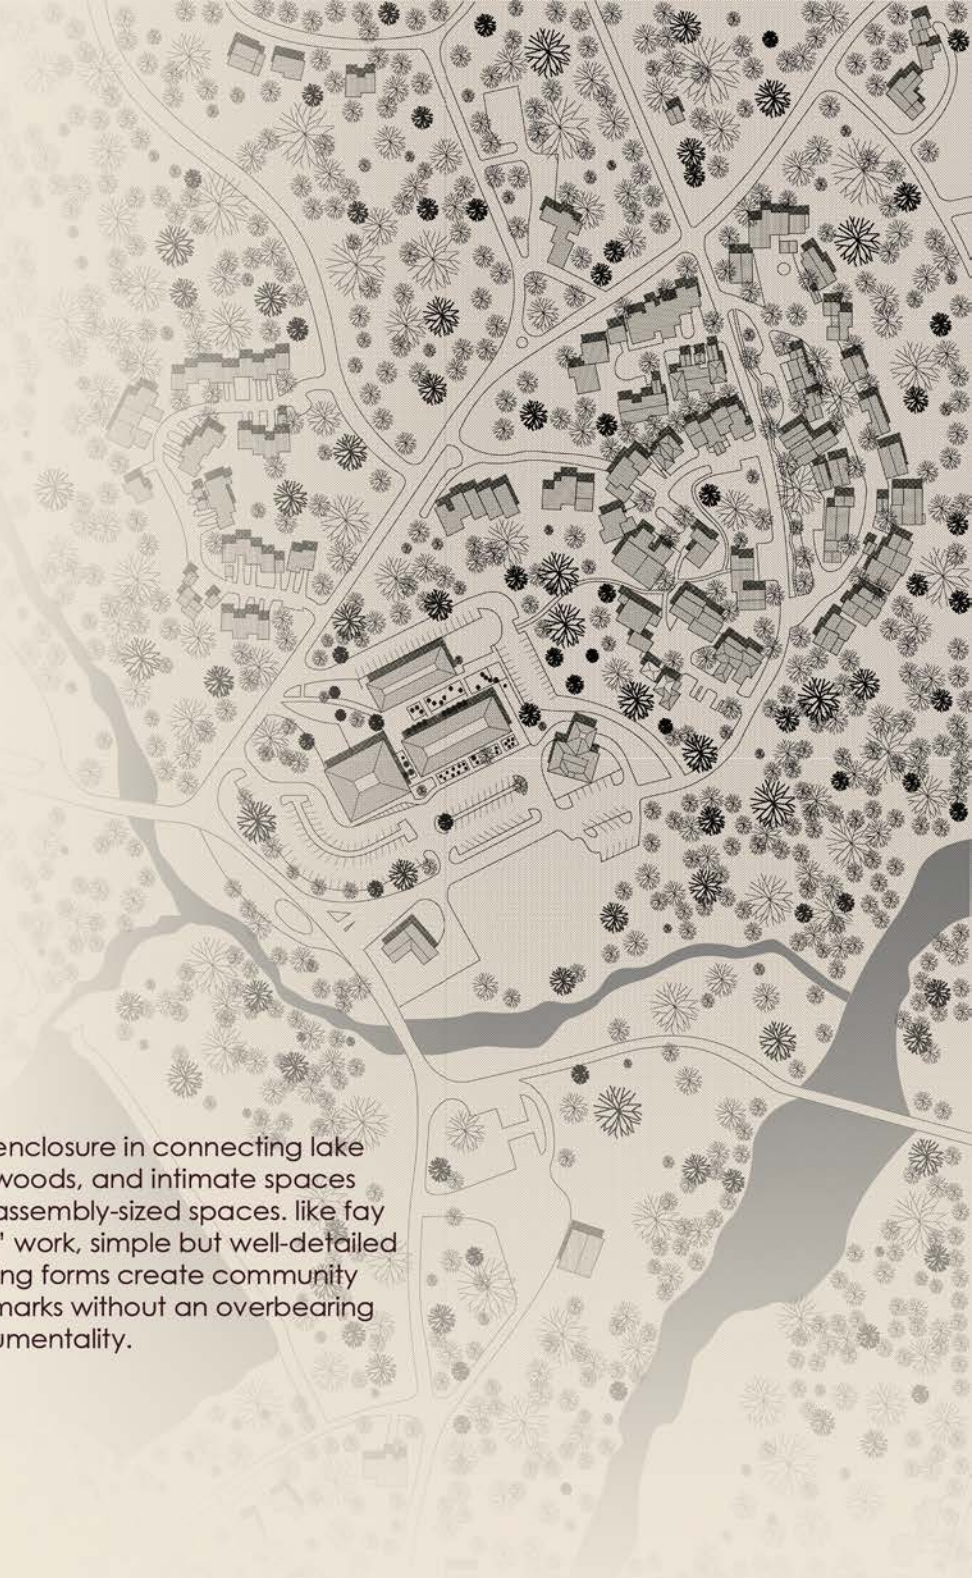 enclosure in connecting lake
woods, and intimate spaces
assembly-sized spaces. like fay
' work, simple but well-detailed
ng forms create community
marks without an overbearing
umentality.